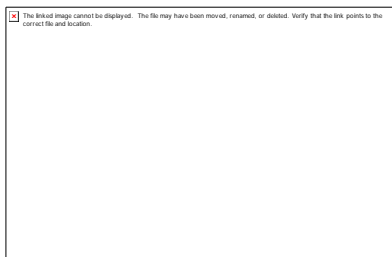 The linked image cannot be displayed. The file may have been moved, renamed, or deleted. Verify that the link points to the
correct file and location.